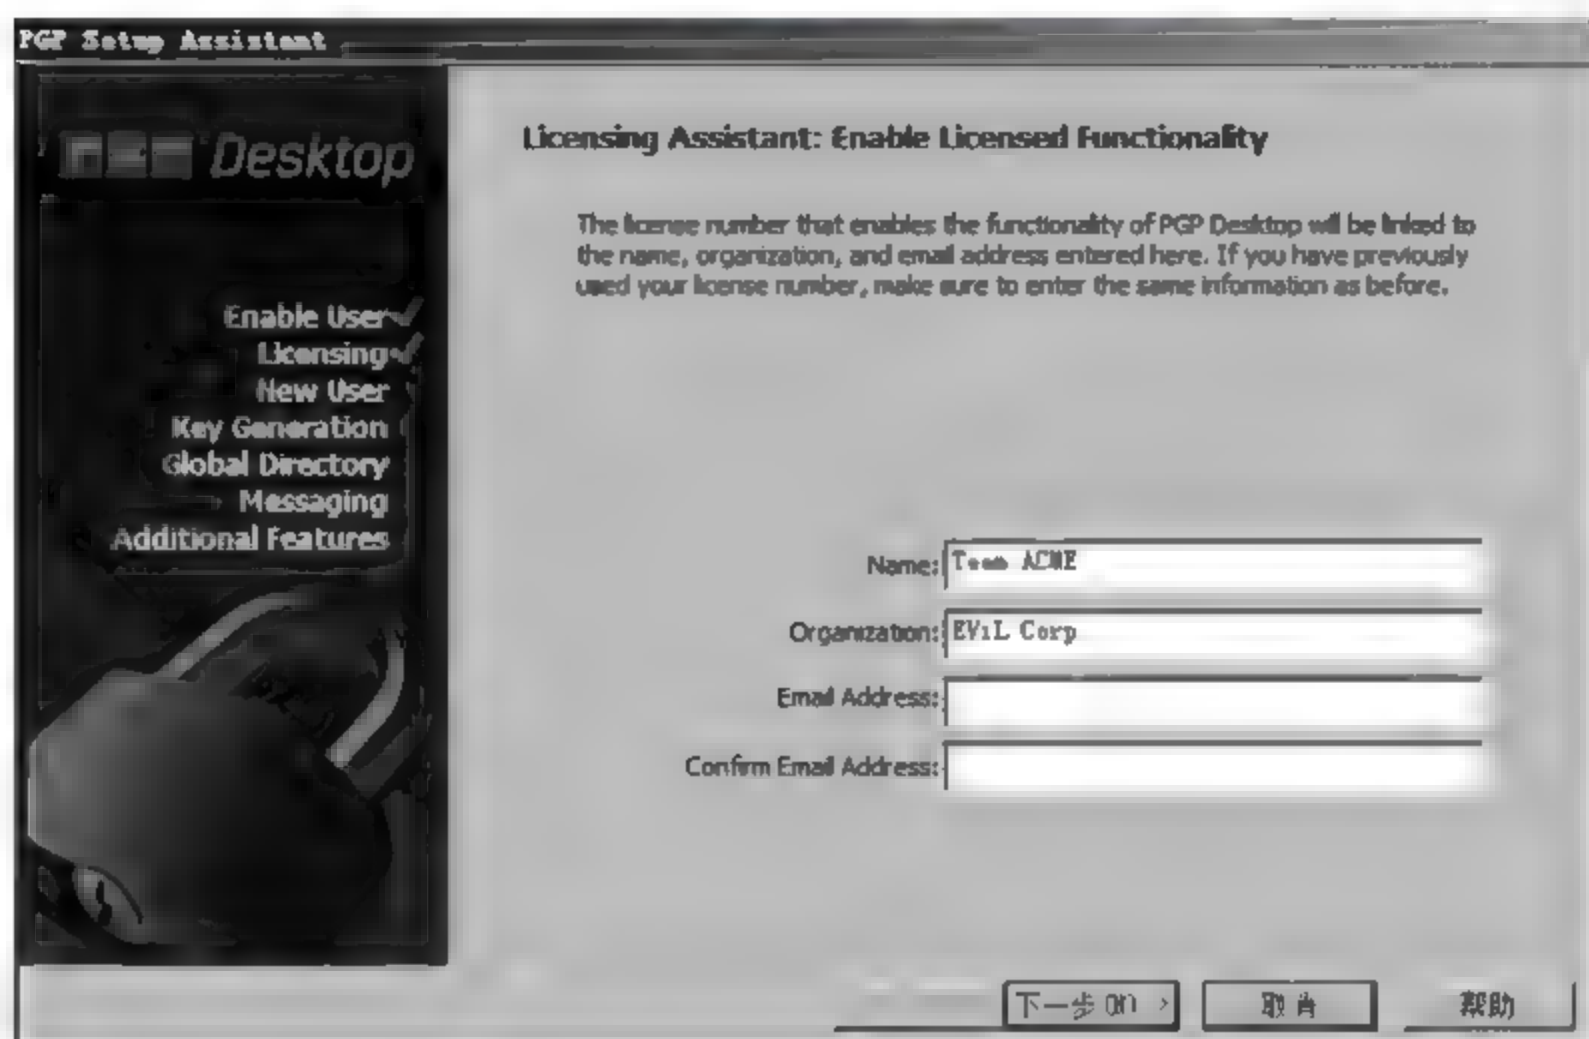 PGP Setup Assistant
Desktop
Enable User
Licensing
New User
Key Generation
Global Directory
Messaging
Additional Features
Licensing Assistant: Enable Licensed Functionality
The license number that enables the functionality of PGP Desktop will be linked to
the name, organization, and email address entered here. If you have previously
used your license number, make sure to enter the same information as before.
Name: Team ACME
Organization: EViL Corp
Email Address:
Confirm Email Address:
下一步(N) > 取消 帮助